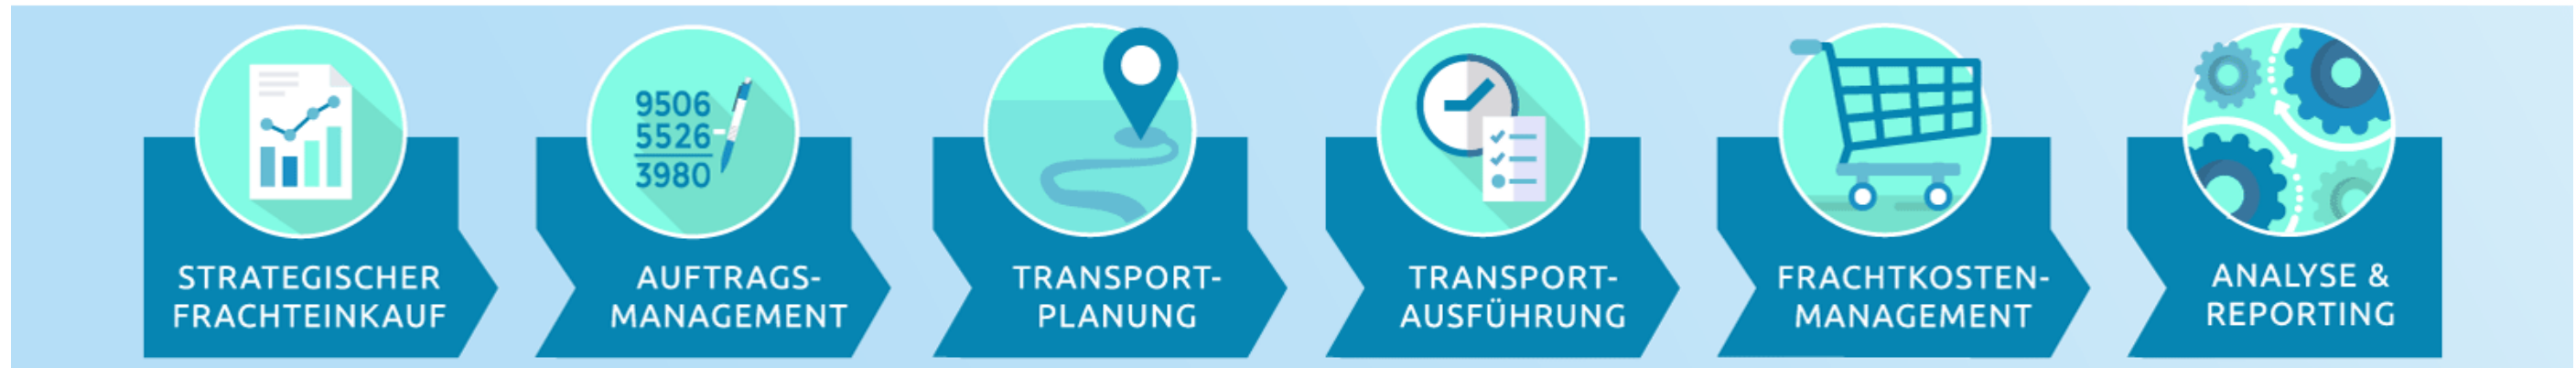 9506
5526
3980
STRATEGISCHER
FRACHTEINKAUF
AUFTRAGS-
MANAGEMENT
TRANSPORT-
PLANUNG
TRANSPORT-
AUSFÜHRUNG
FRACHTKOSTEN-
MANAGEMENT
ANALYSE &
REPORTING